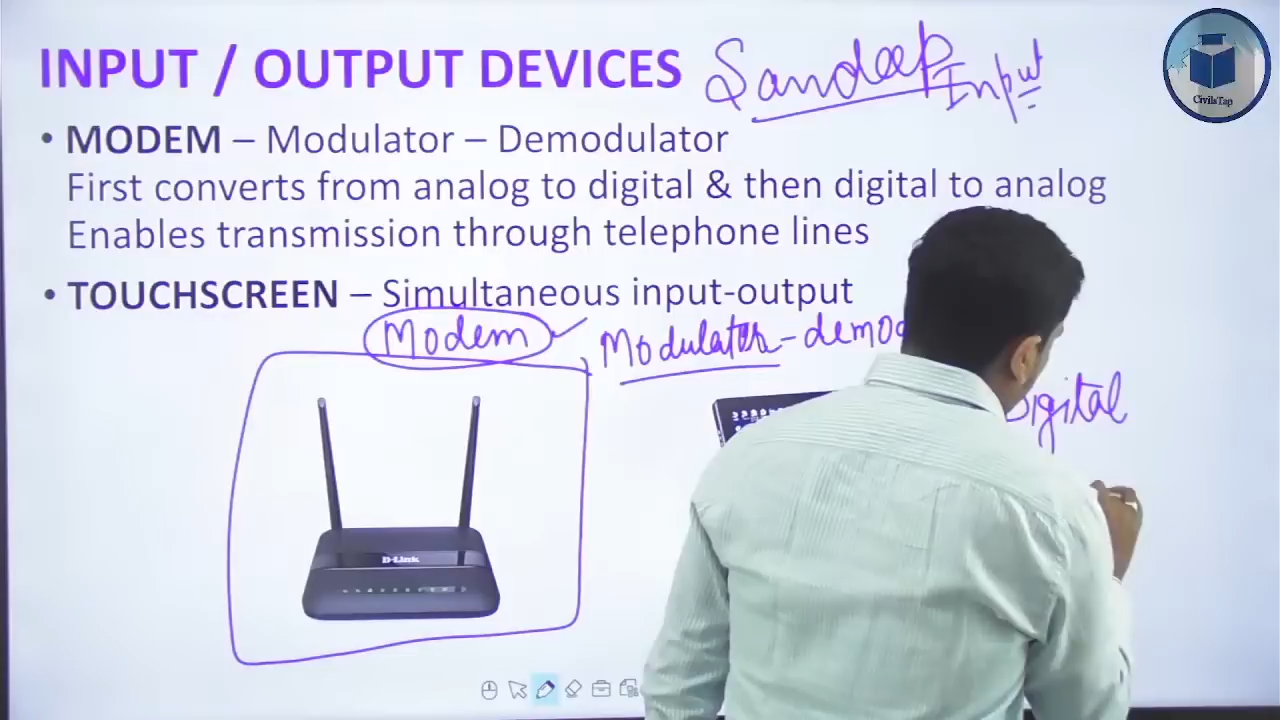 INPUT / OUTPUT DEVICES Sandeep Input
CivilsTap
• MODEM – Modulator – Demodulator
First converts from analog to digital & then digital to analog
Enables transmission through telephone lines
• TOUCHSCREEN – Simultaneous input-output
Modem Modulator - demod
Digital
D-Link